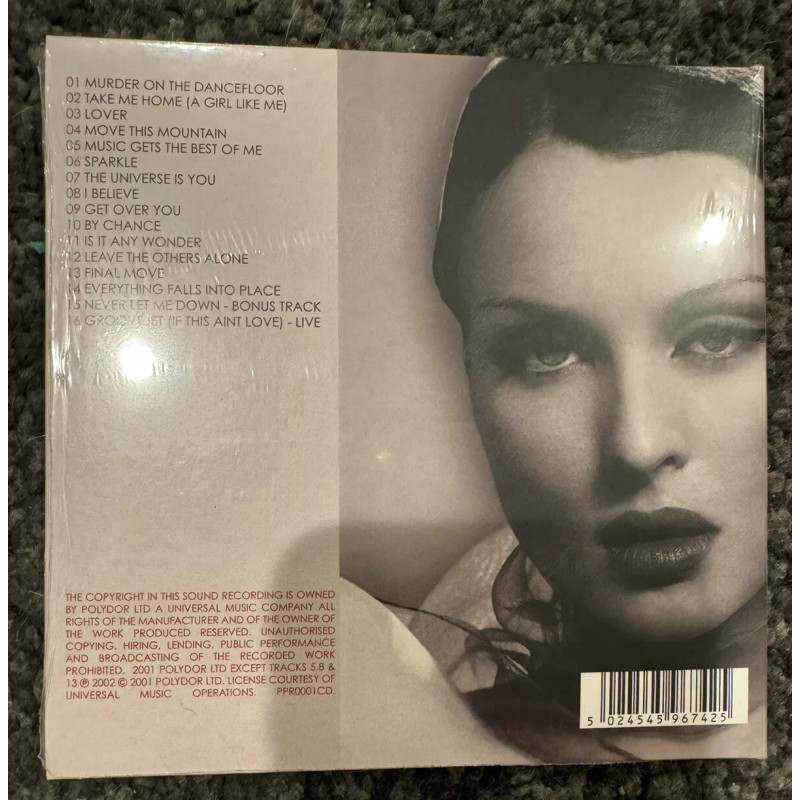 01 MURDER ON THE DANCEFLOOR
02 TAKE ME HOME (A GIRL LIKE ME)
03 LOVER
04 MOVE THIS MOUNTAIN
05 MUSIC GETS THE BEST OF ME
06 SPARKLE
07 THE UNIVERSE IS YOU
08 I BELIEVE
09 GET OVER YOU
10 BY CHANCE
11 IS IT ANY WONDER
12 LEAVE THE OTHERS ALONE
13 FINAL MOVE
14 EVERYTHING FALLS INTO PLACE
15 NEVER LET ME DOWN - BONUS TRACK
16 GROOVEJET (IF THIS AINT LOVE) - LIVE
THE COPYRIGHT IN THIS SOUND RECORDING IS OWNED
BY POLYDOR LTD A UNIVERSAL MUSIC COMPANY ALL
RIGHTS OF THE MANUFACTURER AND OF THE OWNER OF
THE WORK PRODUCED RESERVED. UNAUTHORISED
COPYING, HIRING, LENDING, PUBLIC PERFORMANCE
AND BROADCASTING OF THE RECORDED WORK
PROHIBITED. 2001 POLYDOR LTD EXCEPT TRACKS 5,8 &
13 ℗ 2002 © 2001 POLYDOR LTD. LICENSE COURTESY OF
UNIVERSAL MUSIC OPERATIONS. PPR0001CD.
5 024545 967425